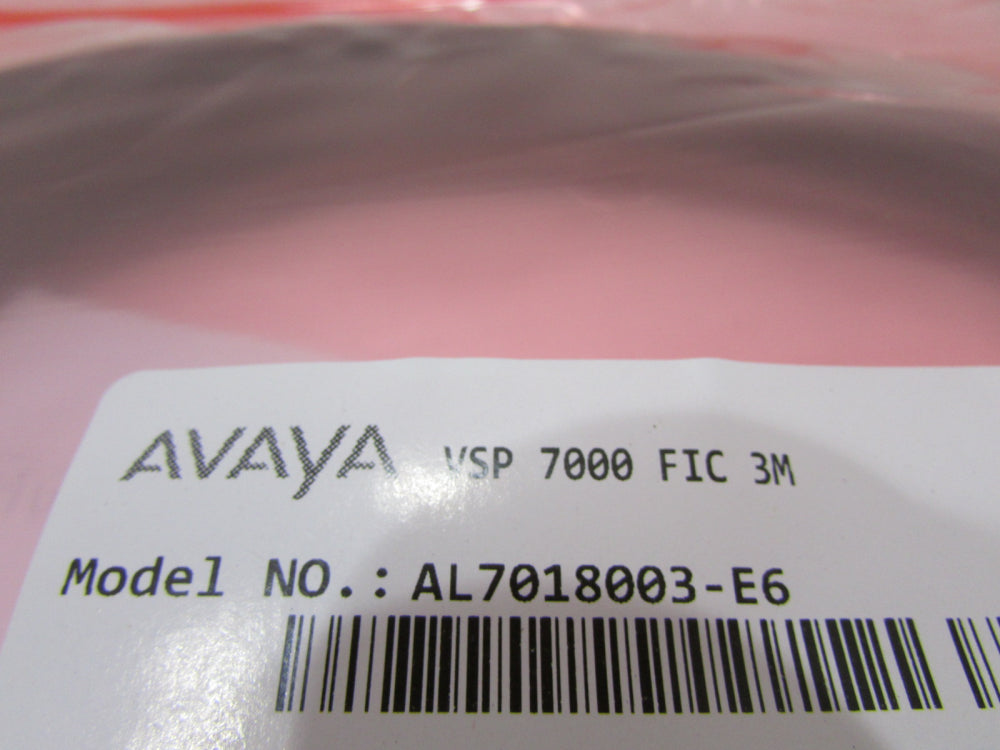 AVAYA VSP 7000 FIC 3M
Model NO.: AL7018003-E6